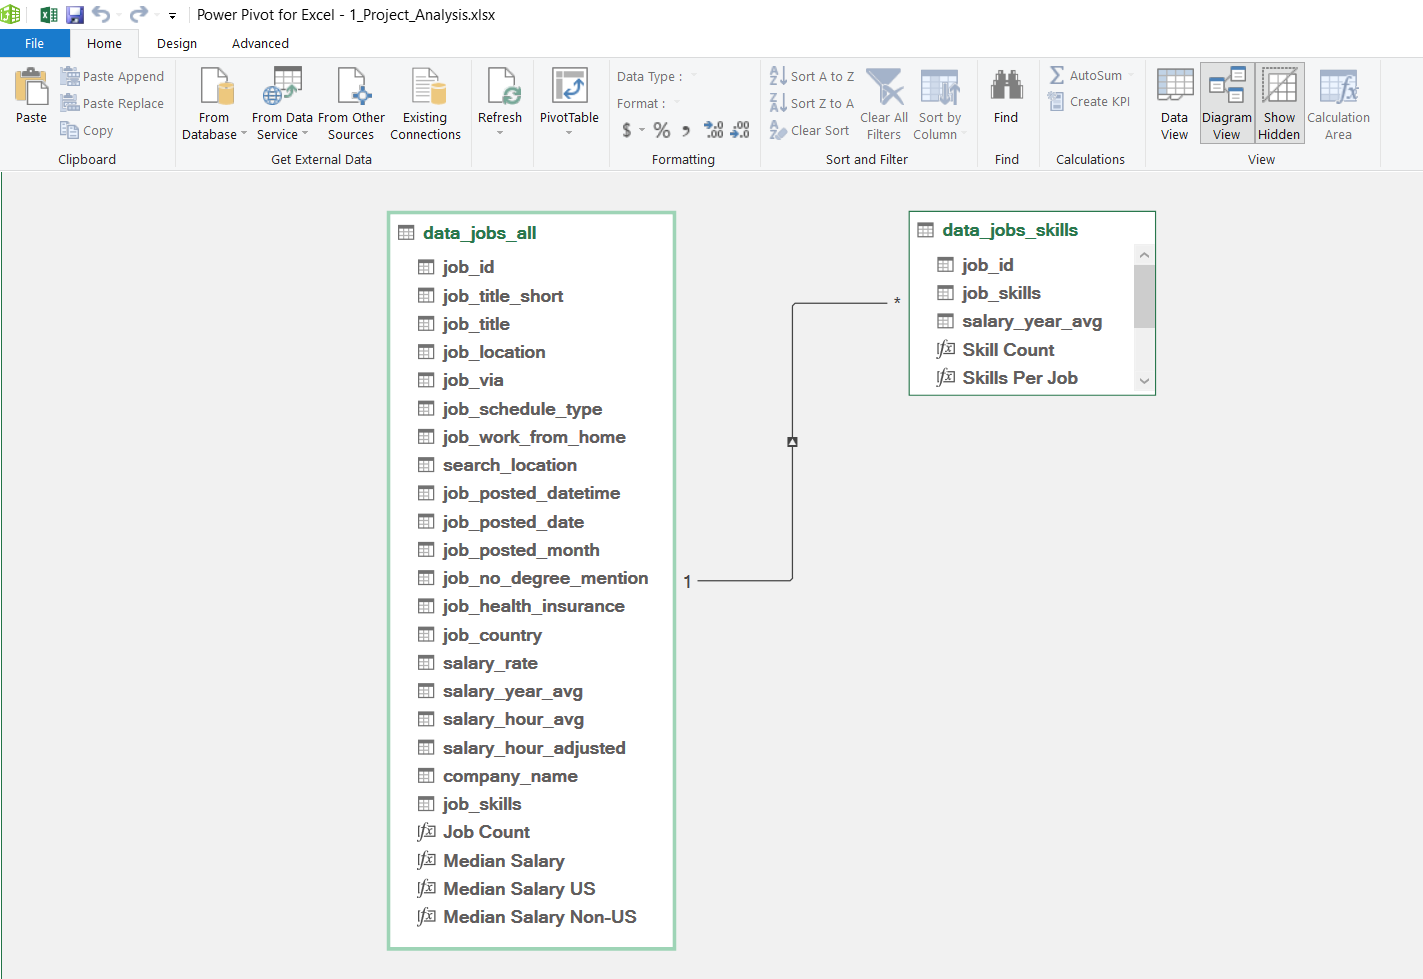 Power Pivot for Excel - 1_Project_Analysis.xlsx
File Home Design Advanced
Paste
Paste Append
Paste Replace
Copy
Clipboard
From Database
From Data Service
From Other Sources
Existing Connections
Get External Data
Refresh
PivotTable
Data Type :
Format :
$ % , .00 .00
Formatting
Sort A to Z
Sort Z to A
Clear Sort
Clear All Filters
Sort by Column
Sort and Filter
Find
Find
AutoSum
Create KPI
Calculations
Data View
Diagram View
Show Hidden
Calculation Area
View
data_jobs_all
job_id
job_title_short
job_title
job_location
job_via
job_schedule_type
job_work_from_home
search_location
job_posted_datetime
job_posted_date
job_posted_month
job_no_degree_mention
job_health_insurance
job_country
salary_rate
salary_year_avg
salary_hour_avg
salary_hour_adjusted
company_name
job_skills
Job Count
Median Salary
Median Salary US
Median Salary Non-US
1
*
data_jobs_skills
job_id
job_skills
salary_year_avg
Skill Count
Skills Per Job